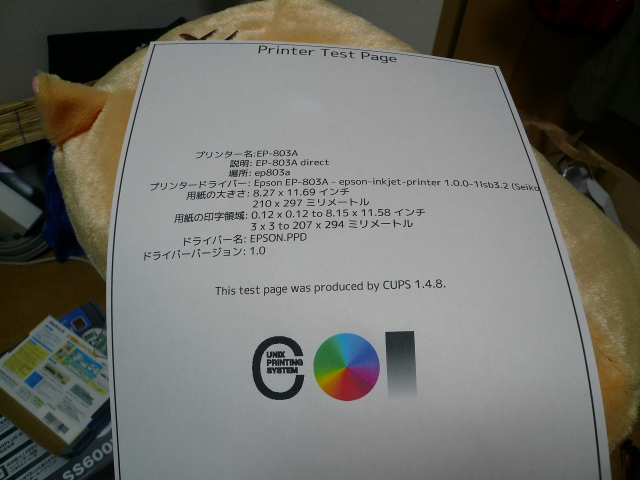 Printer Test Page
プリンター名:EP-803A
説明: EP-803A direct
場所: ep803a
プリンタードライバー: Epson EP-803A - epson-inkjet-printer 1.0.0-1lsb3.2 (Seiko
用紙の大きさ: 8.27 x 11.69 インチ
210 x 297 ミリメートル
用紙の印字領域: 0.12 x 0.12 to 8.15 x 11.58 インチ
3 x 3 to 207 x 294 ミリメートル
ドライバー名: EPSON.PPD
ドライバーバージョン: 1.0
This test page was produced by CUPS 1.4.8.
UNIX
PRINTING
SYSTEM
SS600